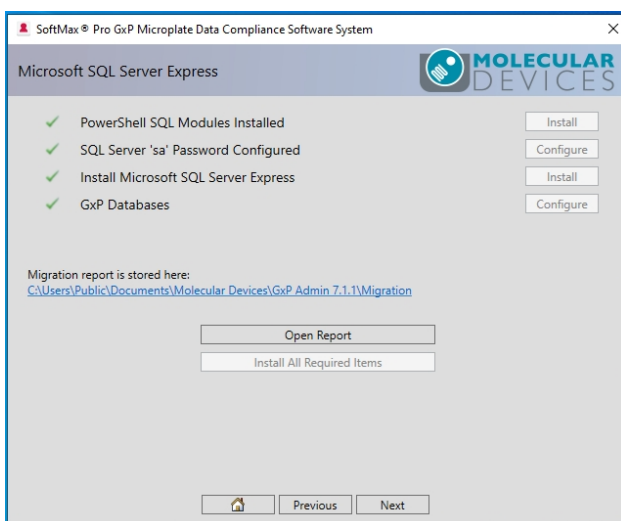 SoftMax® Pro GxP Microplate Data Compliance Software System
Microsoft SQL Server Express
MOLECULAR
DEVICES
PowerShell SQL Modules Installed Install
SQL Server 'sa' Password Configured Configure
Install Microsoft SQL Server Express Install
GxP Databases Configure
Migration report is stored here:
C:\Users\Public\Documents\Molecular Devices\GxP Admin 7.1.1\Migration
Open Report
Install All Required Items
Previous Next